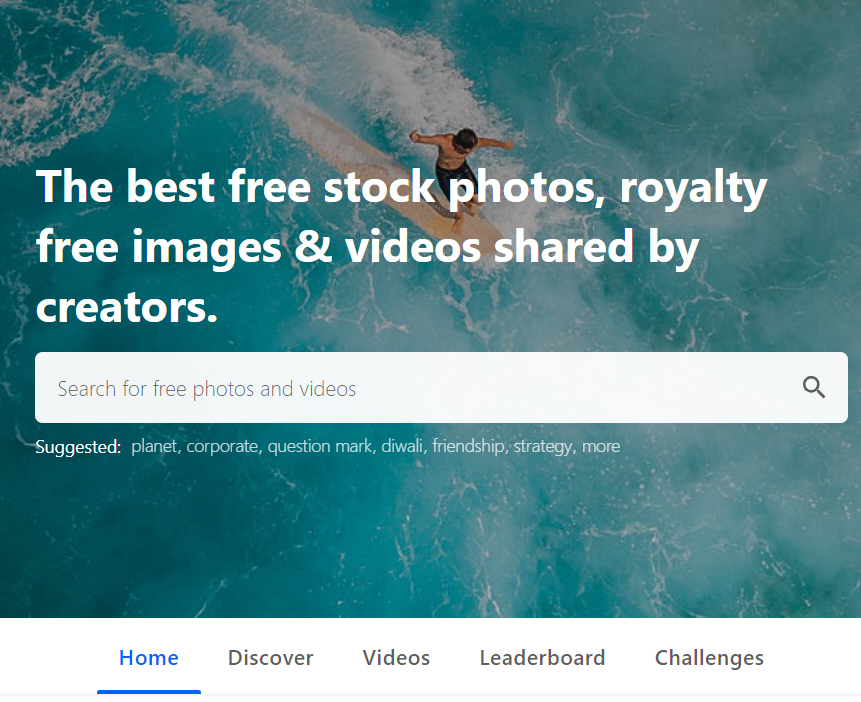 The best free stock photos, royalty
free images & videos shared by
creators.
Search for free photos and videos
Suggested: planet, corporate, question mark, diwali, friendship, strategy, more
Home Discover Videos Leaderboard Challenges